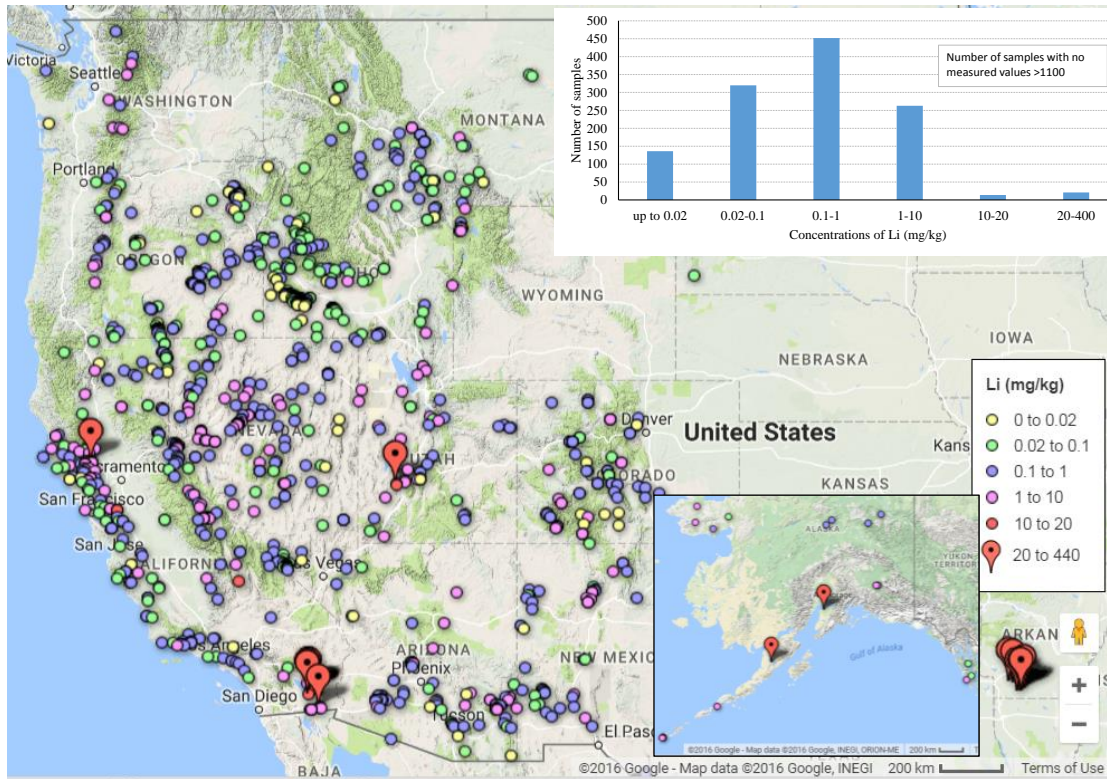 500
450
400
350
300
250
200
150
100
50
0
Number of samples
Number of samples with no
measured values >1100
up to 0.02
0.02-0.1
0.1-1
1-10
10-20
20-400
Concentrations of Li (mg/kg)
Victoria
Seattle
WASHINGTON
MONTANA
Portland
OREGON
WYOMING
IOWA
NEBRASKA
NEVADA
UTAH
Denver
United States
Kans
COLORADO
KANSAS
Sacramento
San Francisco
San Jose
CALIFORN
Las Vegas
Los Angeles
ARIZONA
Phoenix
NEW MEXIC
San Diego
Tucson
El Paso
BAJA
ARKAN
Li (mg/kg)
0 to 0.02
0.02 to 0.1
0.1 to 1
1 to 10
10 to 20
20 to 440
ALASKA
YUKON
TERRITOR
Gulf of Alaska
©2016 Google - Map data ©2016 Google, INEGI, ORION-ME
200 km
+
−
©2016 Google - Map data ©2016 Google, INEGI
200 km
Terms of Use